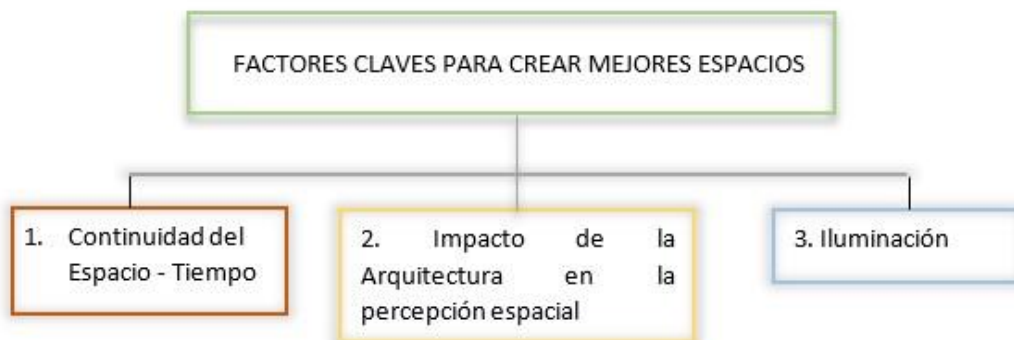 FACTORES CLAVES PARA CREAR MEJORES ESPACIOS
1. Continuidad del
Espacio - Tiempo
2. Impacto de la
Arquitectura en la
percepción espacial
3. Iluminación